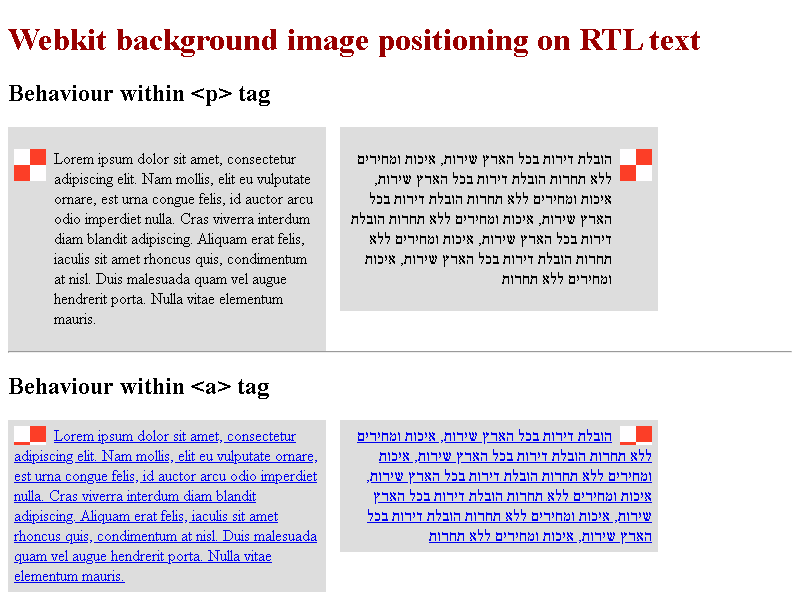 Webkit background image positioning on RTL text
Behaviour within <p> tag
Lorem ipsum dolor sit amet, consectetur
adipiscing elit. Nam mollis, elit eu vulputate
ornare, est urna congue felis, id auctor arcu
odio imperdiet nulla. Cras viverra interdum
diam blandit adipiscing. Aliquam erat felis,
iaculis sit amet rhoncus quis, condimentum
at nisl. Duis malesuada quam vel augue
hendrerit porta. Nulla vitae elementum
mauris.
הובלת דירות בכל הארץ שירות, איכות ומחירים
ללא תחרות הובלת דירות בכל הארץ שירות,
איכות ומחירים ללא תחרות הובלת דירות בכל
הארץ שירות, איכות ומחירים ללא תחרות הובלת
דירות בכל הארץ שירות, איכות ומחירים ללא
תחרות הובלת דירות בכל הארץ שירות, איכות
ומחירים ללא תחרות
Behaviour within <a> tag
Lorem ipsum dolor sit amet, consectetur
adipiscing elit. Nam mollis, elit eu vulputate ornare,
est urna congue felis, id auctor arcu odio imperdiet
nulla. Cras viverra interdum diam blandit
adipiscing. Aliquam erat felis, iaculis sit amet
rhoncus quis, condimentum at nisl. Duis malesuada
quam vel augue hendrerit porta. Nulla vitae
elementum mauris.
הובלת דירות בכל הארץ שירות, איכות ומחירים
ללא תחרות הובלת דירות בכל הארץ שירות, איכות
ומחירים ללא תחרות הובלת דירות בכל הארץ שירות,
איכות ומחירים ללא תחרות הובלת דירות בכל הארץ
שירות, איכות ומחירים ללא תחרות הובלת דירות בכל
הארץ שירות, איכות ומחירים ללא תחרות